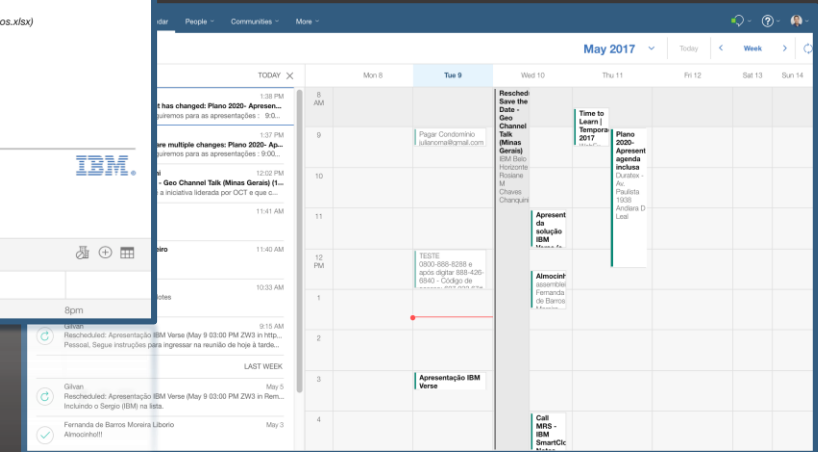 os.xlsx)
IBM.
8pm
dar People Communities More
May 2017 Today Week
TODAY
1:38 PM
t has changed: Plano 2020- Apresen...
guiremos para as apresentações : 9:0...
1:37 PM
are multiple changes: Plano 2020- Ap...
guiremos para as apresentações : 9:00...
12:02 PM
- Geo Channel Talk (Minas Gerais) (1...
a iniciativa liderada por OCT e que c...
11:41 AM
eiro 11:40 AM
10:33 AM
otes
Gilvan 9:15 AM
Rescheduled: Apresentação IBM Verse (May 9 03:00 PM ZW3 in http...
Pessoal, Segue instruções para ingressar na reunião de hoje à tarde...
LAST WEEK
Gilvan May 5
Rescheduled: Apresentação IBM Verse (May 9 03:00 PM ZW3 in Rem...
Incluindo o Sergio (IBM) na lista.
Fernanda de Barros Moreira Liborio May 3
Almocinho!!!
Mon 8 Tue 9 Wed 10 Thu 11 Fri 12 Sat 13 Sun 14
8
AM
9
10
11
12
PM
1
2
3
4
Pagar Condominio
TESTE
0800-888-8288 e
após digitar 888-426-
6840 - Código de
Apresentação IBM
Verse
Resched
Save the
Date -
Geo
Channel
Talk
(Minas
Gerais)
IBM Belo
Horizonte
Rosiane
M
Chaves
Chanquini
Apresent
da
solução
IBM
Almocinh
assemblei
Fernanda
de Barros
Call
MRS -
IBM
SmartClo
Time to
Learn |
Tempora
2017
Plano
2020-
Apresent
agenda
inclusa
Duratex -
Av.
Paulista
1938
Andiara D
Leal